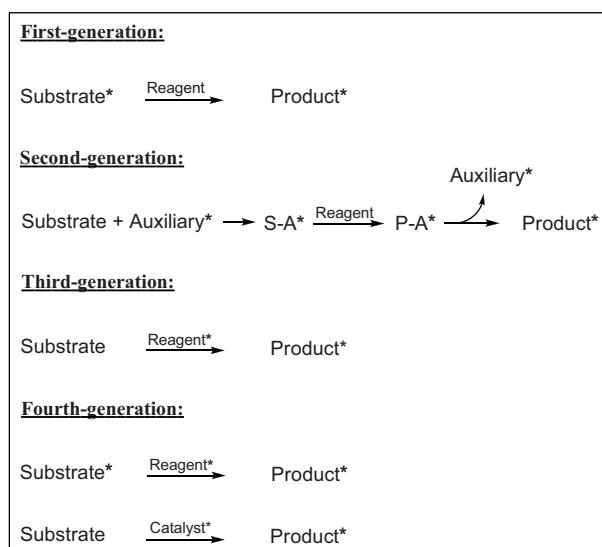 First-generation:
Reagent
Substrate* Product*
Second-generation:
Auxiliary*
Substrate + Auxiliary* S-A* Reagent P-A* Product*
Third-generation:
Substrate Reagent* Product*
Fourth-generation:
Substrate* Reagent* Product*
Substrate Catalyst* Product*